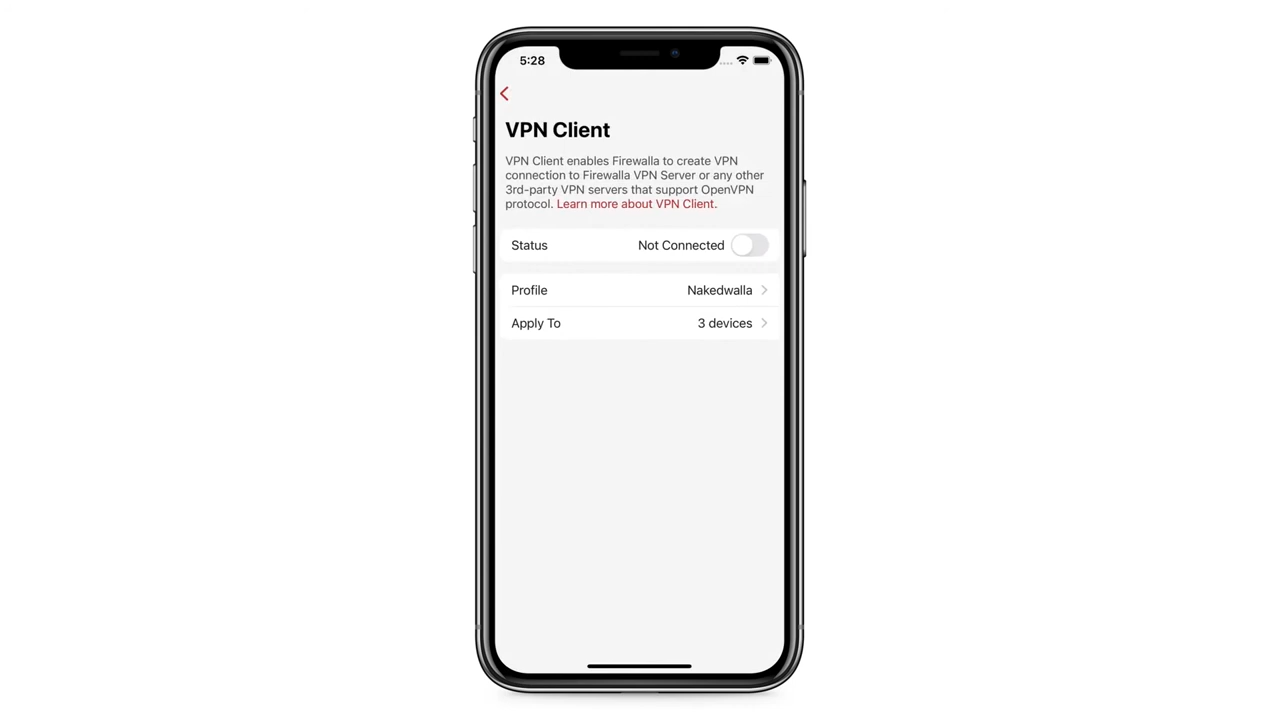 5:28
VPN Client
VPN Client enables Firewalla to create VPN
connection to Firewalla VPN Server or any other
3rd-party VPN servers that support OpenVPN
protocol. Learn more about VPN Client.
Status Not Connected
Profile Nakedwalla
Apply To 3 devices